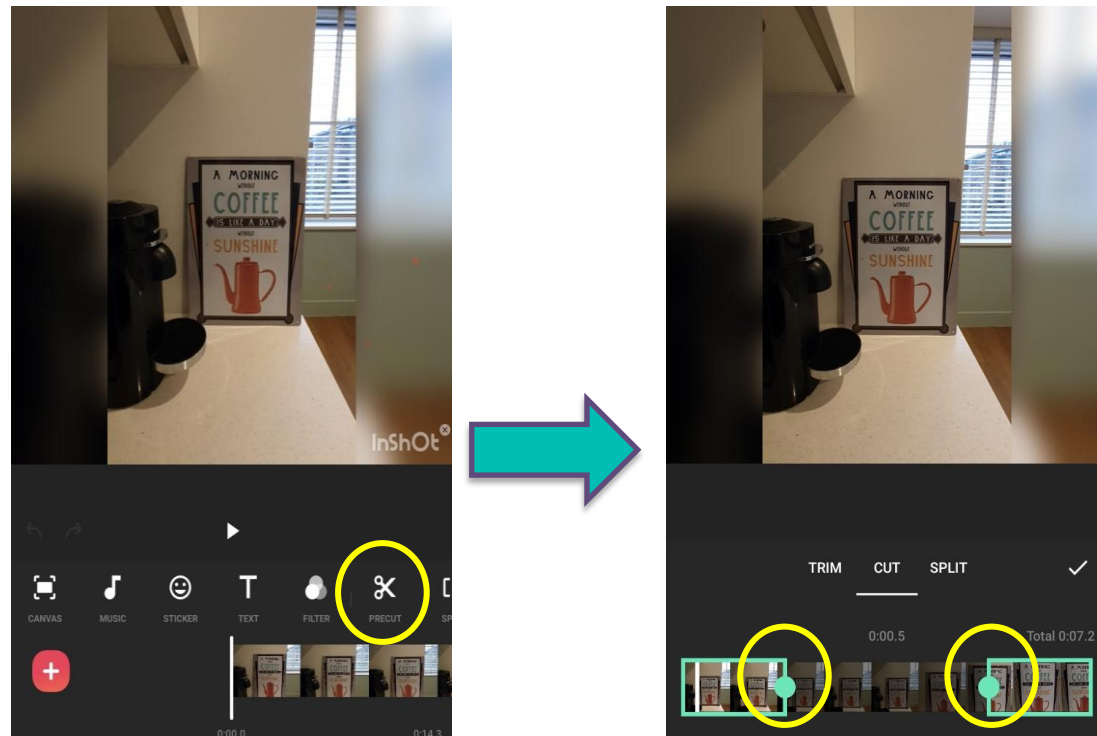 A MORNING
WITHOUT
COFFEE
IS LIKE A DAY
WITHOUT
SUNSHINE
InShOt
CANVAS
MUSIC
STICKER
TEXT
FILTER
PRECUT
SP
0:00.0
0:14.3
A MORNING
WITHOUT
COFFEE
IS LIKE A DAY
WITHOUT
SUNSHINE
TRIM CUT SPLIT
0:00.5 Total 0:07.2